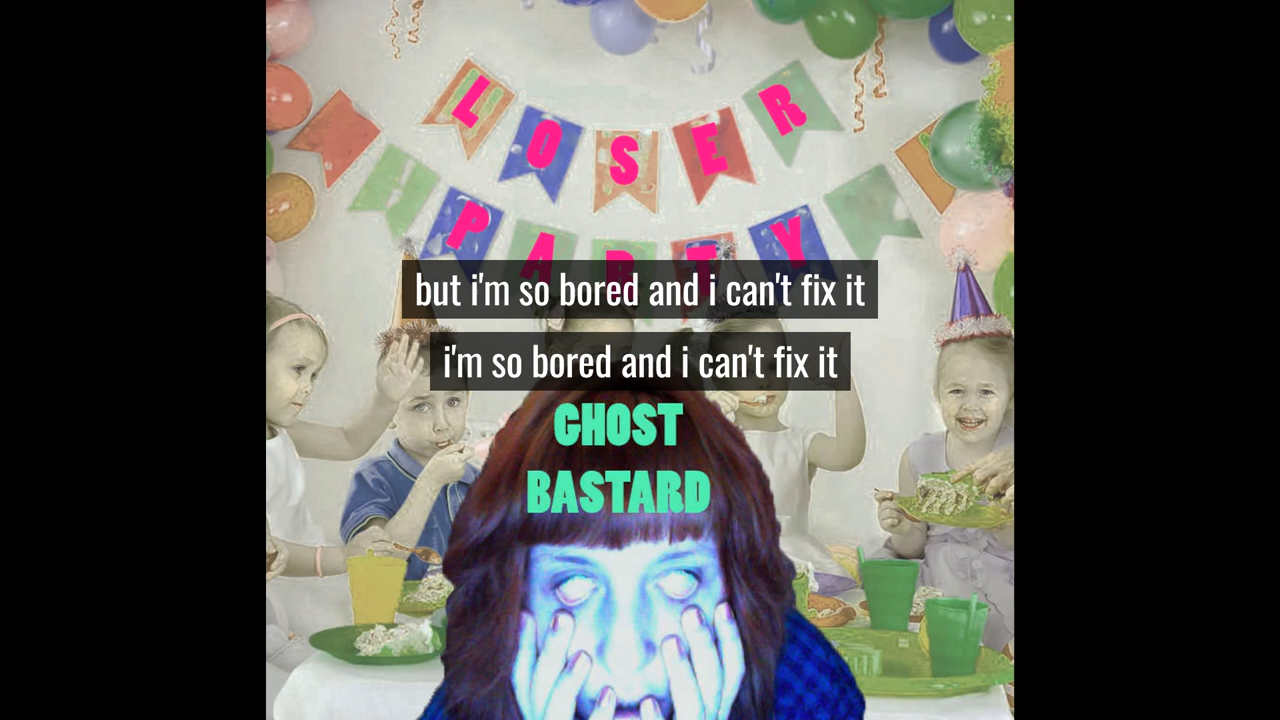 LOSER
PARTY
but i'm so bored and i can't fix it
i'm so bored and i can't fix it
GHOST
BASTARD